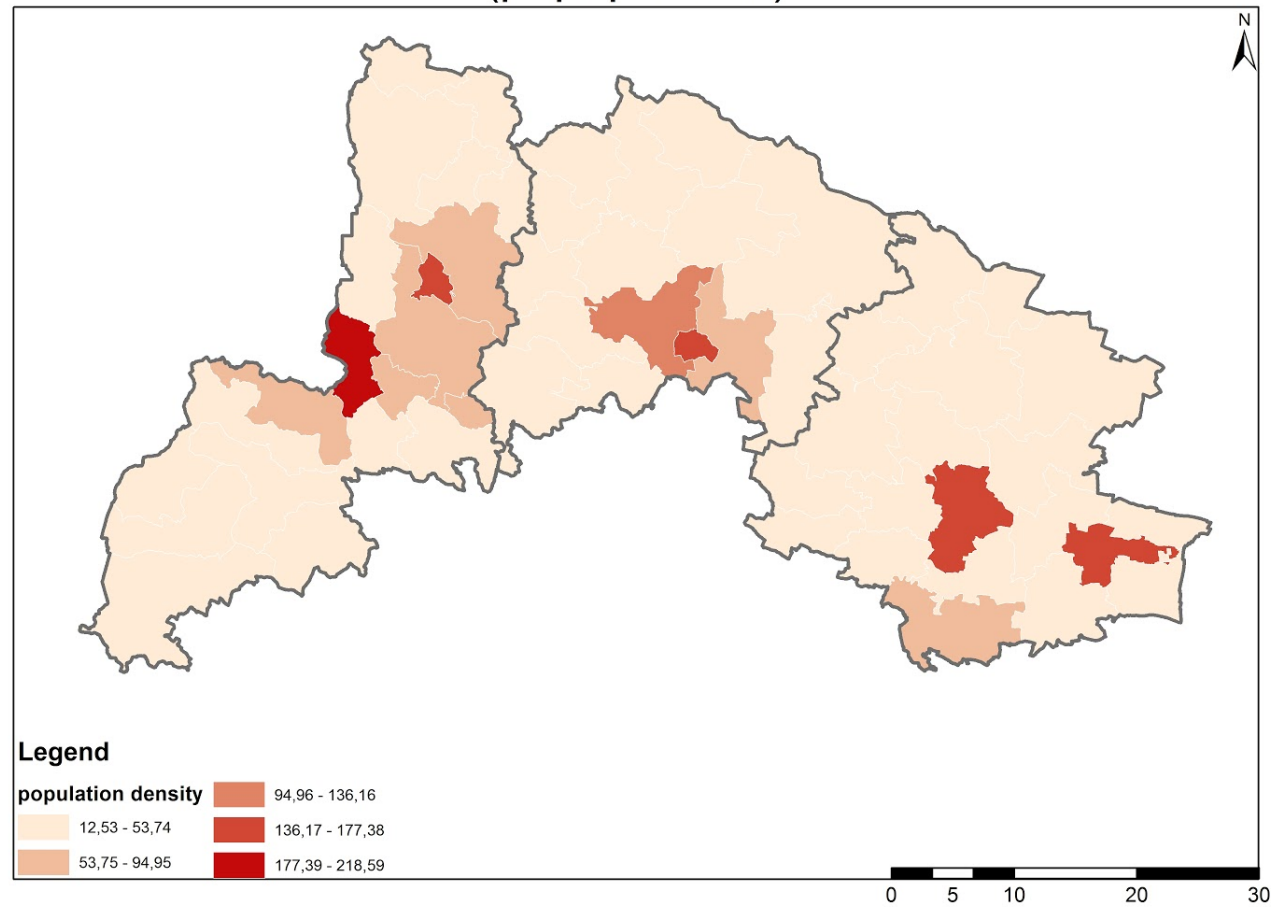 N
Legend
population density
12,53 - 53,74
53,75 - 94,95
94,96 - 136,16
136,17 - 177,38
177,39 - 218,59
0 5 10 20 30